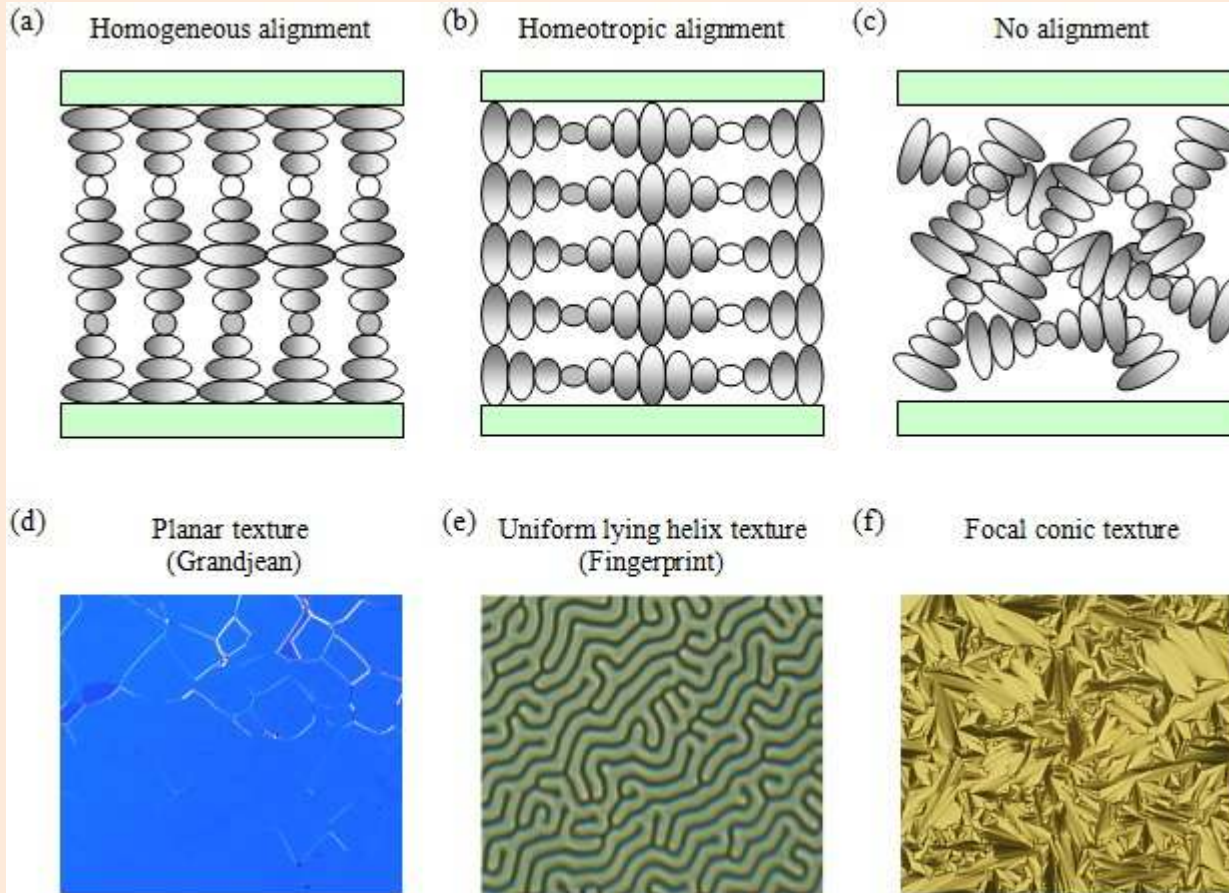 (a) Homogeneous alignment
(b) Homeotropic alignment
(c) No alignment
(d) Planar texture
(Grandjean)
(e) Uniform lying helix texture
(Fingerprint)
(f) Focal conic texture